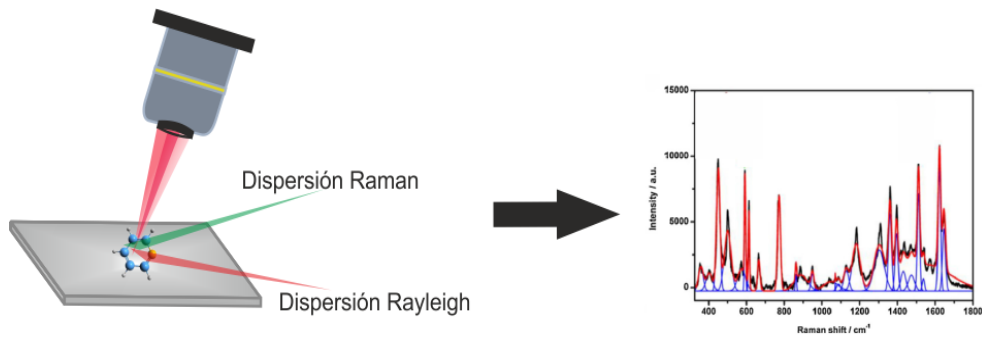 Dispersión Raman
Dispersión Rayleigh
Intensity / a.u.
15000
10000
5000
0
400 600 800 1000 1200 1400 1600 1800
Raman shift / cm⁻¹